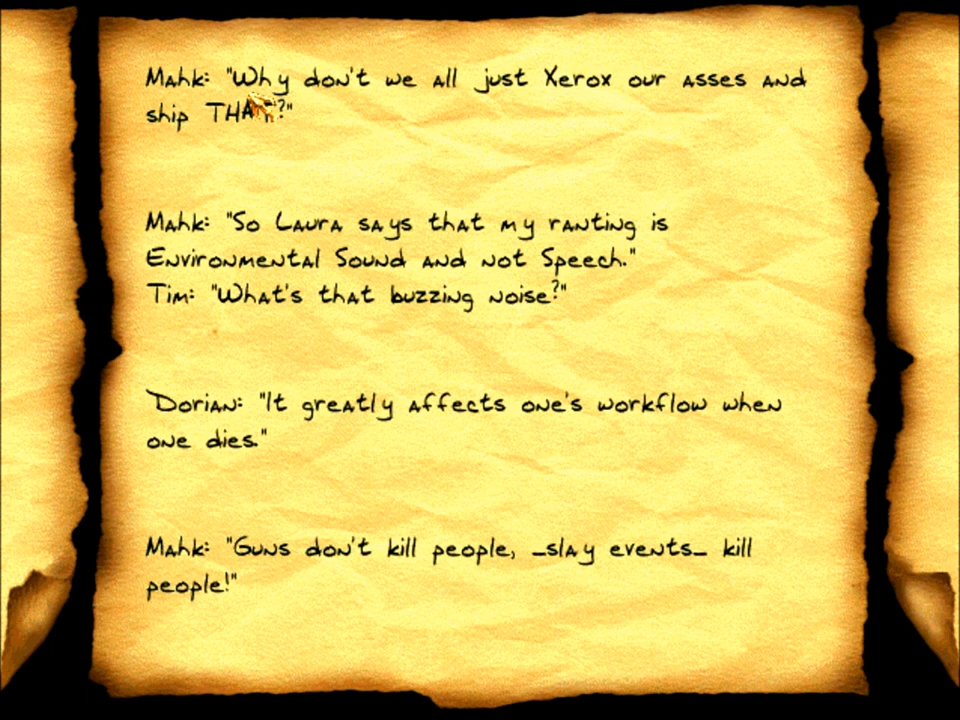 Mahk: "Why don't we all just Xerox our asses and
ship THAT?"
Mahk: "So Laura says that my ranting is
Environmental Sound and not Speech."
Tim: "What's that buzzing noise?"
Dorian: "It greatly affects one's workflow when
one dies."
Mahk: "Guns don't kill people, _slay events_ kill
people!"